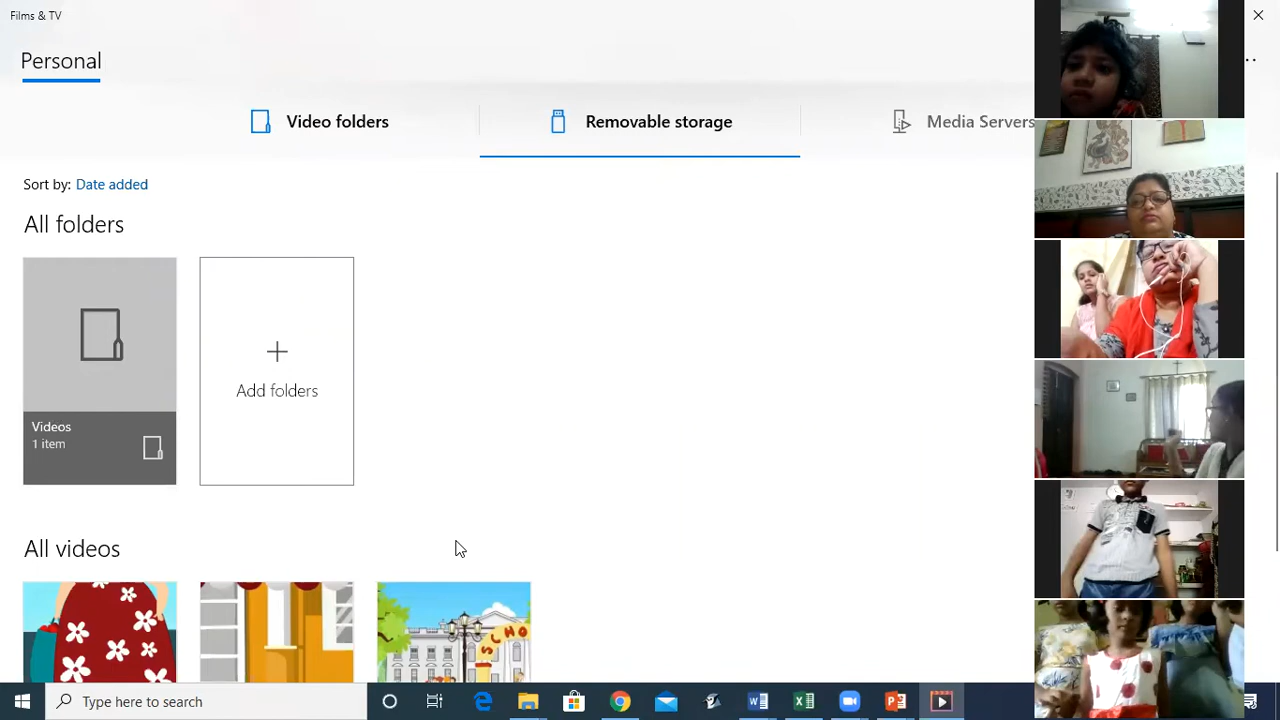 Films & TV
Personal
Video folders
Removable storage
Media Servers
Sort by: Date added
All folders
Videos
1 item
Add folders
All videos
SCHO
Type here to search